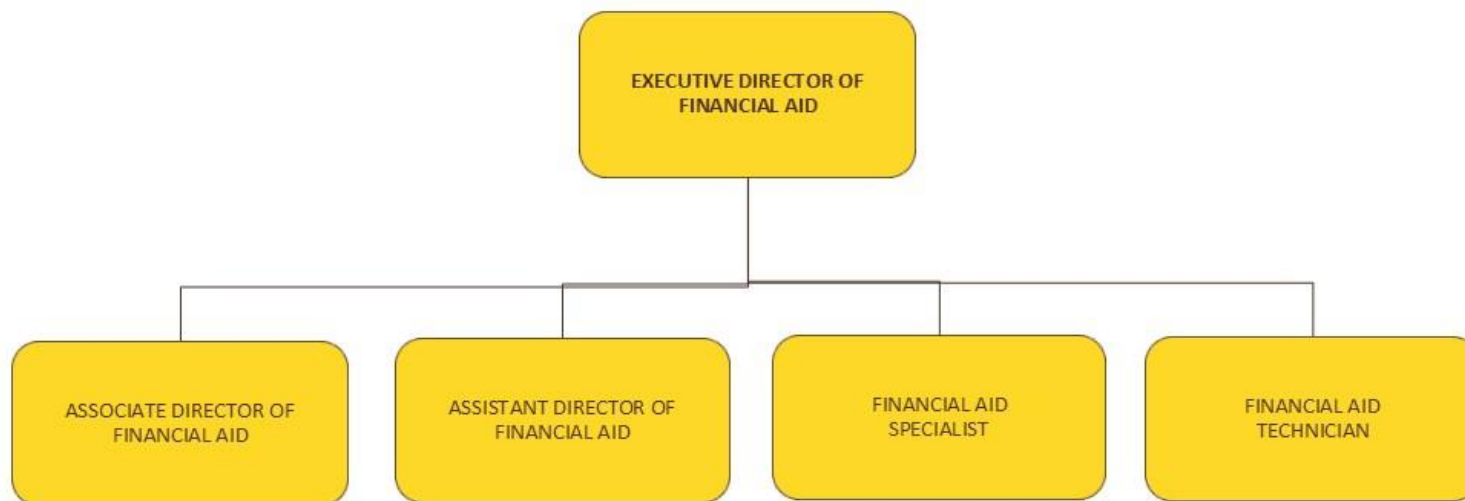 EXECUTIVE DIRECTOR OF
FINANCIAL AID
ASSOCIATE DIRECTOR OF
FINANCIAL AID
ASSISTANT DIRECTOR OF
FINANCIAL AID
FINANCIAL AID
SPECIALIST
FINANCIAL AID
TECHNICIAN